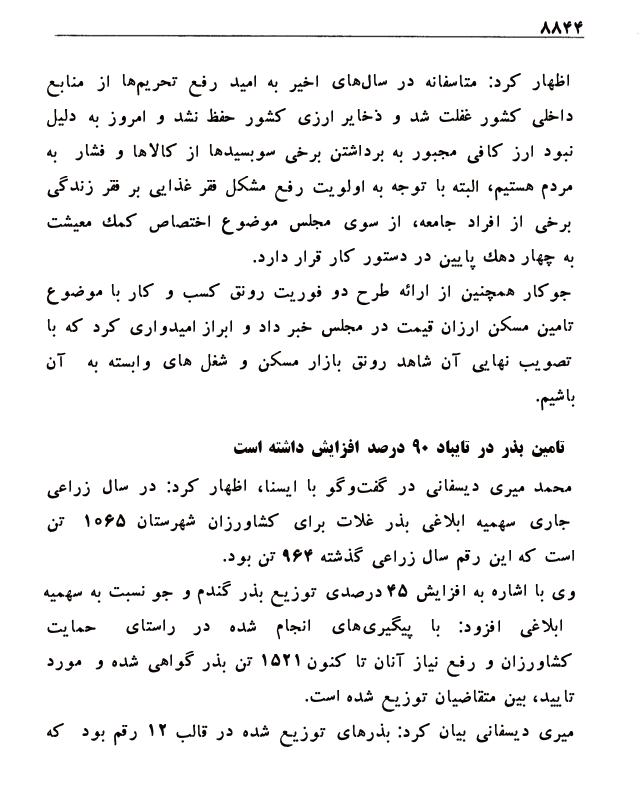 ۸۸۴۴
اظهار کرد: متاسفانه در سال‌های اخیر به امید رفع تحریم‌ها از منابع
داخلی کشور غفلت شد و ذخایر ارزی کشور حفظ نشد و امروز به دلیل
نبود ارز کافی مجبور به برداشتن برخی سوبسیدها از کالاها و فشار به
مردم هستیم، البته با توجه به اولویت رفع مشکل فقر غذایی بر فقر زندگی
برخی از افراد جامعه، از سوی مجلس موضوع اختصاص کمك معیشت
به چهار دهك پایین در دستور کار قرار دارد.
جوکار همچنین از ارائه طرح دو فوریت رونق کسب و کار با موضوع
تامین مسکن ارزان قیمت در مجلس خبر داد و ابراز امیدواری کرد که با
تصویب نهایی آن شاهد رونق بازار مسکن و شغل های وابسته به آن
باشیم.
تامین بذر در تایباد ۹۰ درصد افزایش داشته است
محمد میری دیسفانی در گفت‌وگو با ایسنا، اظهار کرد: در سال زراعی
جاری سهمیه ابلاغی بذر غلات برای کشاورزان شهرستان ۱۰۶۵ تن
است که این رقم سال زراعی گذشته ۹۶۴ تن بود.
وی با اشاره به افزایش ۴۵ درصدی توزیع بذر گندم و جو نسبت به سهمیه
ابلاغی افزود: با پیگیری‌های انجام شده در راستای حمایت
کشاورزان و رفع نیاز آنان تا کنون ۱۵۲۱ تن بذر گواهی شده و مورد
تایید، بین متقاضیان توزیع شده است.
میری دیسفانی بیان کرد: بذرهای توزیع شده در قالب ۱۲ رقم بود که